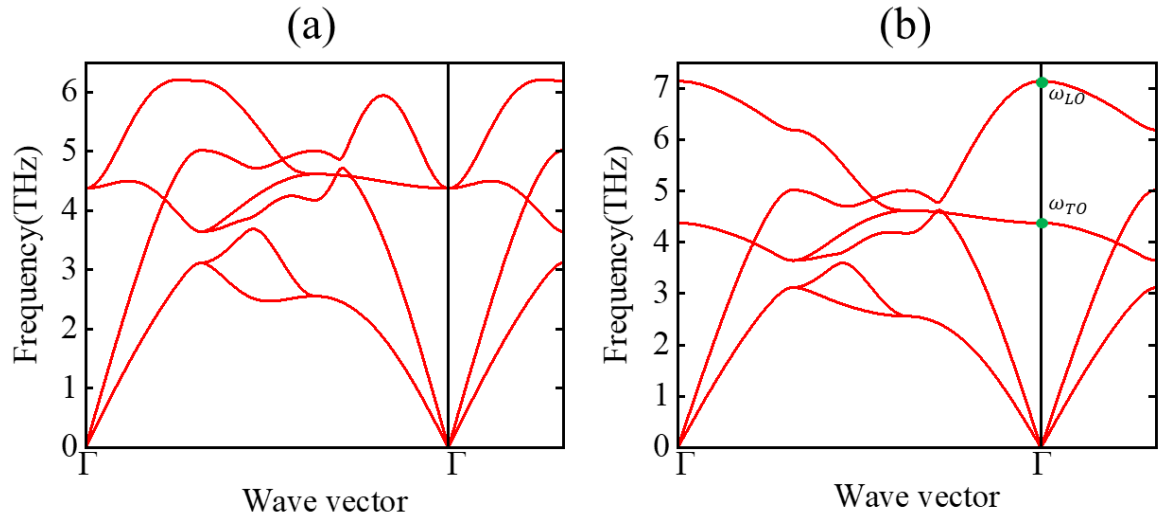 (a)
Frequency(THz)
6
5
4
3
2
1
0
Γ
Γ
Wave vector
(b)
Frequency(THz)
7
6
5
4
3
2
1
0
ω_LO
ω_TO
Γ
Γ
Wave vector